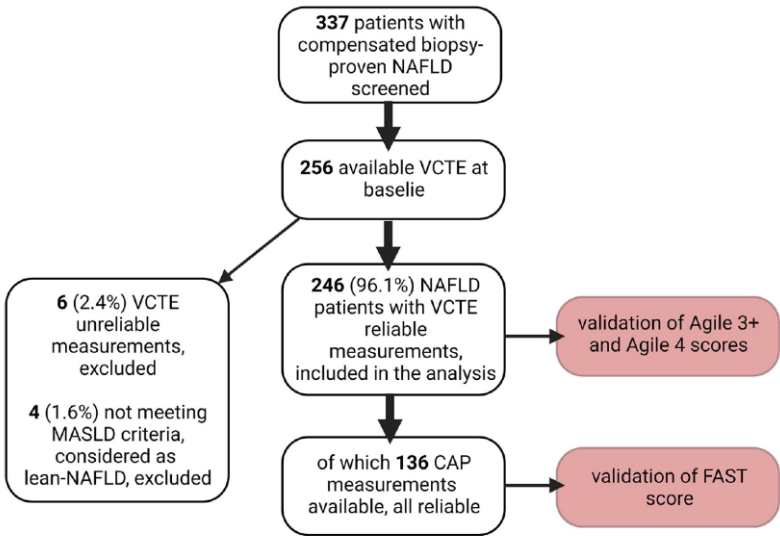 337 patients with
compensated biopsy-
proven NAFLD
screened
256 available VCTE at
baselie
6 (2.4%) VCTE
unreliable
measurements,
excluded
4 (1.6%) not meeting
MASLD criteria,
considered as
lean-NAFLD, excluded
246 (96.1%) NAFLD
patients with VCTE
reliable
measurements,
included in the analysis
validation of Agile 3+
and Agile 4 scores
of which 136 CAP
measurements
available, all reliable
validation of FAST
score